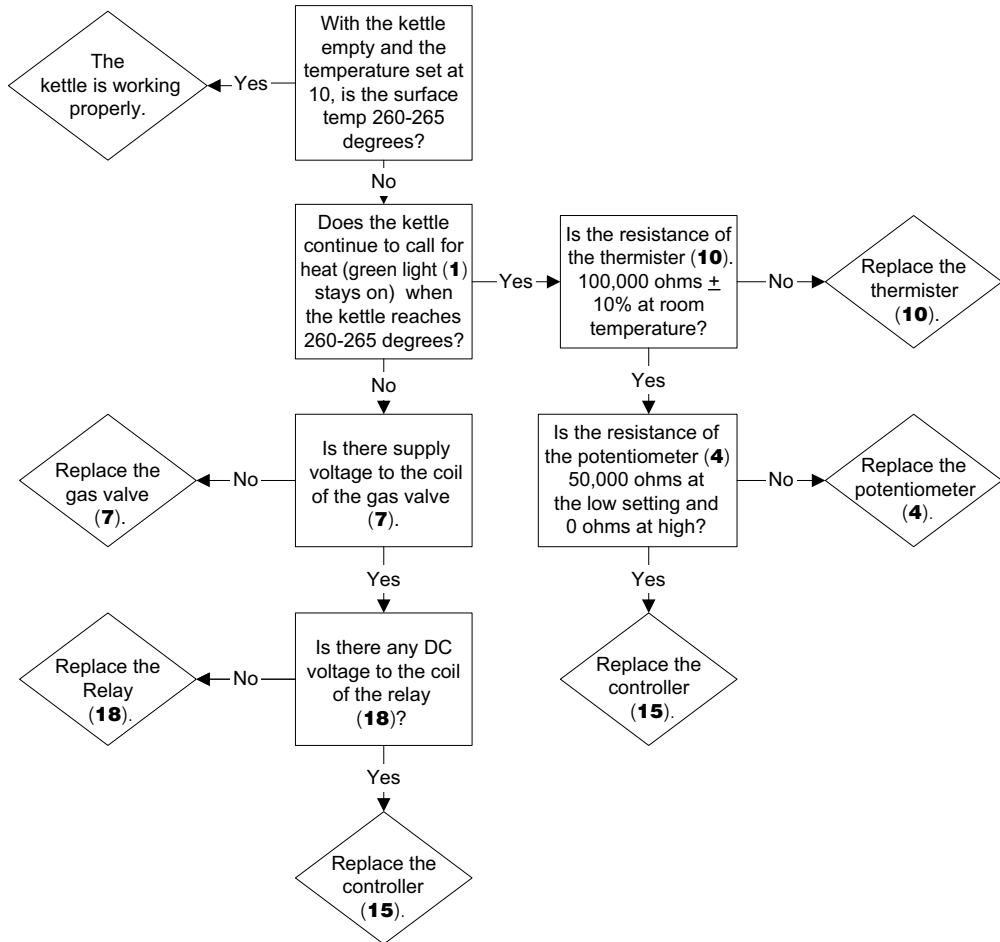 The
kettle is working
properly.
Yes
With the kettle
empty and the
temperature set at
10, is the surface
temp 260-265
degrees?
No
Does the kettle
continue to call for
heat (green light (1)
stays on) when
the kettle reaches
260-265 degrees?
Yes
Is the resistance of
the thermister (10).
100,000 ohms ±
10% at room
temperature?
No
Replace the
thermister
(10).
No
Yes
Replace the
gas valve
(7).
No
Is there supply
voltage to the coil
of the gas valve
(7).
Is the resistance of
the potentiometer (4)
50,000 ohms at
the low setting and
0 ohms at high?
No
Replace the
potentiometer
(4).
Yes
Yes
Replace the
Relay
(18).
No
Is there any DC
voltage to the coil
of the relay
(18)?
Replace the
controller
(15).
Yes
Replace the
controller
(15).